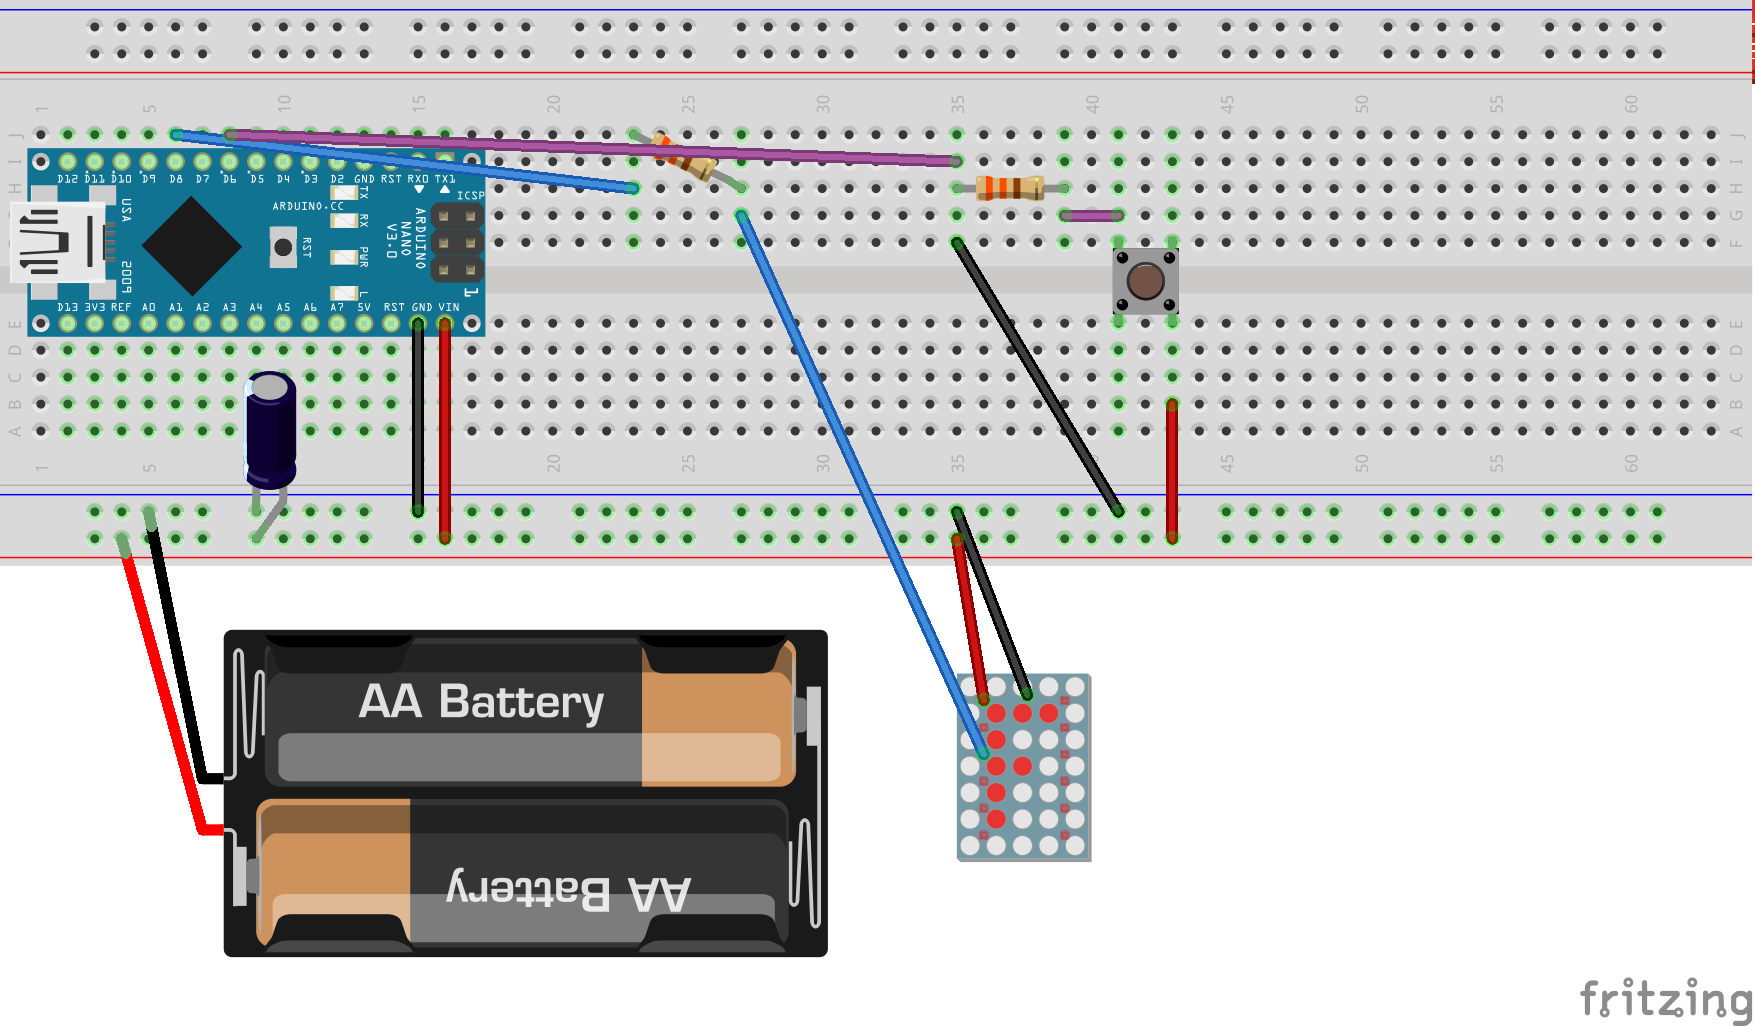 1 5 10 15 20 25 30 35 40 45 50 55 60
J J
I I
D12 D11 D10 D9 D8 D7 D6 D5 D4 D3 D2 GND RST RX0 TX1
H H
TX
ICSP
USA
ARDUINO.CC
G G
RX
ARDUINO
NANO
V3.0
RST
F F
PWR
2009
L
1
D13 3V3 REF A0 A1 A2 A3 A4 A5 A6 A7 5V RST GND VIN
E E
D D
C C
B B
A A
1 5 20 25 30 35 45 50 55 60
AA Battery
AA Battery
fritzing